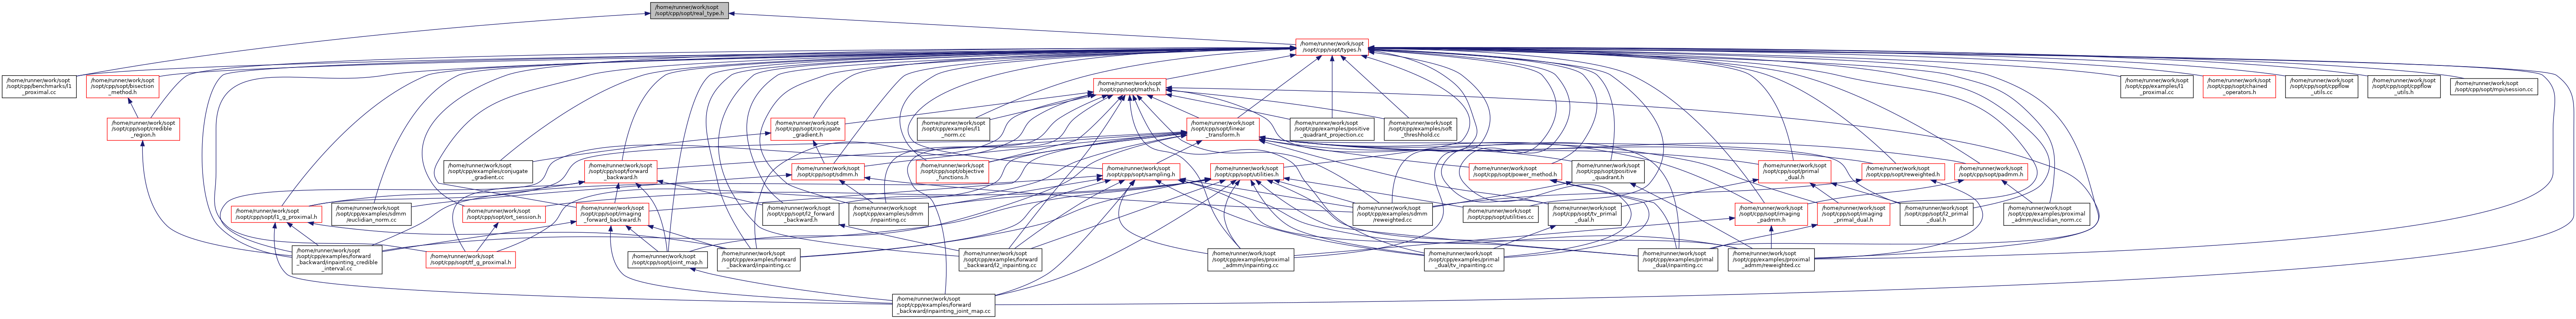 /home/runner/work/sopt
/sopt/cpp/sopt/real_type.h
/home/runner/work/sopt
/sopt/cpp/sopt/types.h
/home/runner/work/sopt
/sopt/cpp/benchmarks/l1
_proximal.cc
/home/runner/work/sopt
/sopt/cpp/sopt/bisection
_method.h
/home/runner/work/sopt
/sopt/cpp/sopt/maths.h
/home/runner/work/sopt
/sopt/cpp/examples/l1
_proximal.cc
/home/runner/work/sopt
/sopt/cpp/sopt/chained
_operators.h
/home/runner/work/sopt
/sopt/cpp/sopt/cppflow
_utils.cc
/home/runner/work/sopt
/sopt/cpp/sopt/cppflow
_utils.h
/home/runner/work/sopt
/sopt/cpp/sopt/mpi/session.cc
/home/runner/work/sopt
/sopt/cpp/sopt/credible
_region.h
/home/runner/work/sopt
/sopt/cpp/sopt/conjugate
_gradient.h
/home/runner/work/sopt
/sopt/cpp/examples/l1
_norm.cc
/home/runner/work/sopt
/sopt/cpp/sopt/linear
_transform.h
/home/runner/work/sopt
/sopt/cpp/examples/positive
_quadrant_projection.cc
/home/runner/work/sopt
/sopt/cpp/examples/soft
_threshhold.cc
/home/runner/work/sopt
/sopt/cpp/examples/conjugate
_gradient.cc
/home/runner/work/sopt
/sopt/cpp/sopt/forward
_backward.h
/home/runner/work/sopt
/sopt/cpp/sopt/sdmm.h
/home/runner/work/sopt
/sopt/cpp/sopt/objective
_functions.h
/home/runner/work/sopt
/sopt/cpp/sopt/sampling.h
/home/runner/work/sopt
/sopt/cpp/sopt/utilities.h
/home/runner/work/sopt
/sopt/cpp/sopt/power_method.h
/home/runner/work/sopt
/sopt/cpp/sopt/positive
_quadrant.h
/home/runner/work/sopt
/sopt/cpp/sopt/primal
_dual.h
/home/runner/work/sopt
/sopt/cpp/sopt/reweighted.h
/home/runner/work/sopt
/sopt/cpp/sopt/padmm.h
/home/runner/work/sopt
/sopt/cpp/sopt/l1_g_proximal.h
/home/runner/work/sopt
/sopt/cpp/examples/sdmm
/euclidian_norm.cc
/home/runner/work/sopt
/sopt/cpp/sopt/ort_session.h
/home/runner/work/sopt
/sopt/cpp/sopt/imaging
_forward_backward.h
/home/runner/work/sopt
/sopt/cpp/sopt/l2_forward
_backward.h
/home/runner/work/sopt
/sopt/cpp/examples/sdmm
/inpainting.cc
/home/runner/work/sopt
/sopt/cpp/examples/sdmm
/reweighted.cc
/home/runner/work/sopt
/sopt/cpp/sopt/utilities.cc
/home/runner/work/sopt
/sopt/cpp/sopt/tv_primal
_dual.h
/home/runner/work/sopt
/sopt/cpp/sopt/imaging
_padmm.h
/home/runner/work/sopt
/sopt/cpp/sopt/imaging
_primal_dual.h
/home/runner/work/sopt
/sopt/cpp/sopt/l2_primal
_dual.h
/home/runner/work/sopt
/sopt/cpp/examples/proximal
_admm/euclidian_norm.cc
/home/runner/work/sopt
/sopt/cpp/examples/forward
_backward/inpainting_credible
_interval.cc
/home/runner/work/sopt
/sopt/cpp/sopt/tf_g_proximal.h
/home/runner/work/sopt
/sopt/cpp/sopt/joint_map.h
/home/runner/work/sopt
/sopt/cpp/examples/forward
_backward/inpainting.cc
/home/runner/work/sopt
/sopt/cpp/examples/forward
_backward/l2_inpainting.cc
/home/runner/work/sopt
/sopt/cpp/examples/proximal
_admm/inpainting.cc
/home/runner/work/sopt
/sopt/cpp/examples/primal
_dual/tv_inpainting.cc
/home/runner/work/sopt
/sopt/cpp/examples/primal
_dual/inpainting.cc
/home/runner/work/sopt
/sopt/cpp/examples/proximal
_admm/reweighted.cc
/home/runner/work/sopt
/sopt/cpp/examples/forward
_backward/inpainting_joint_map.cc